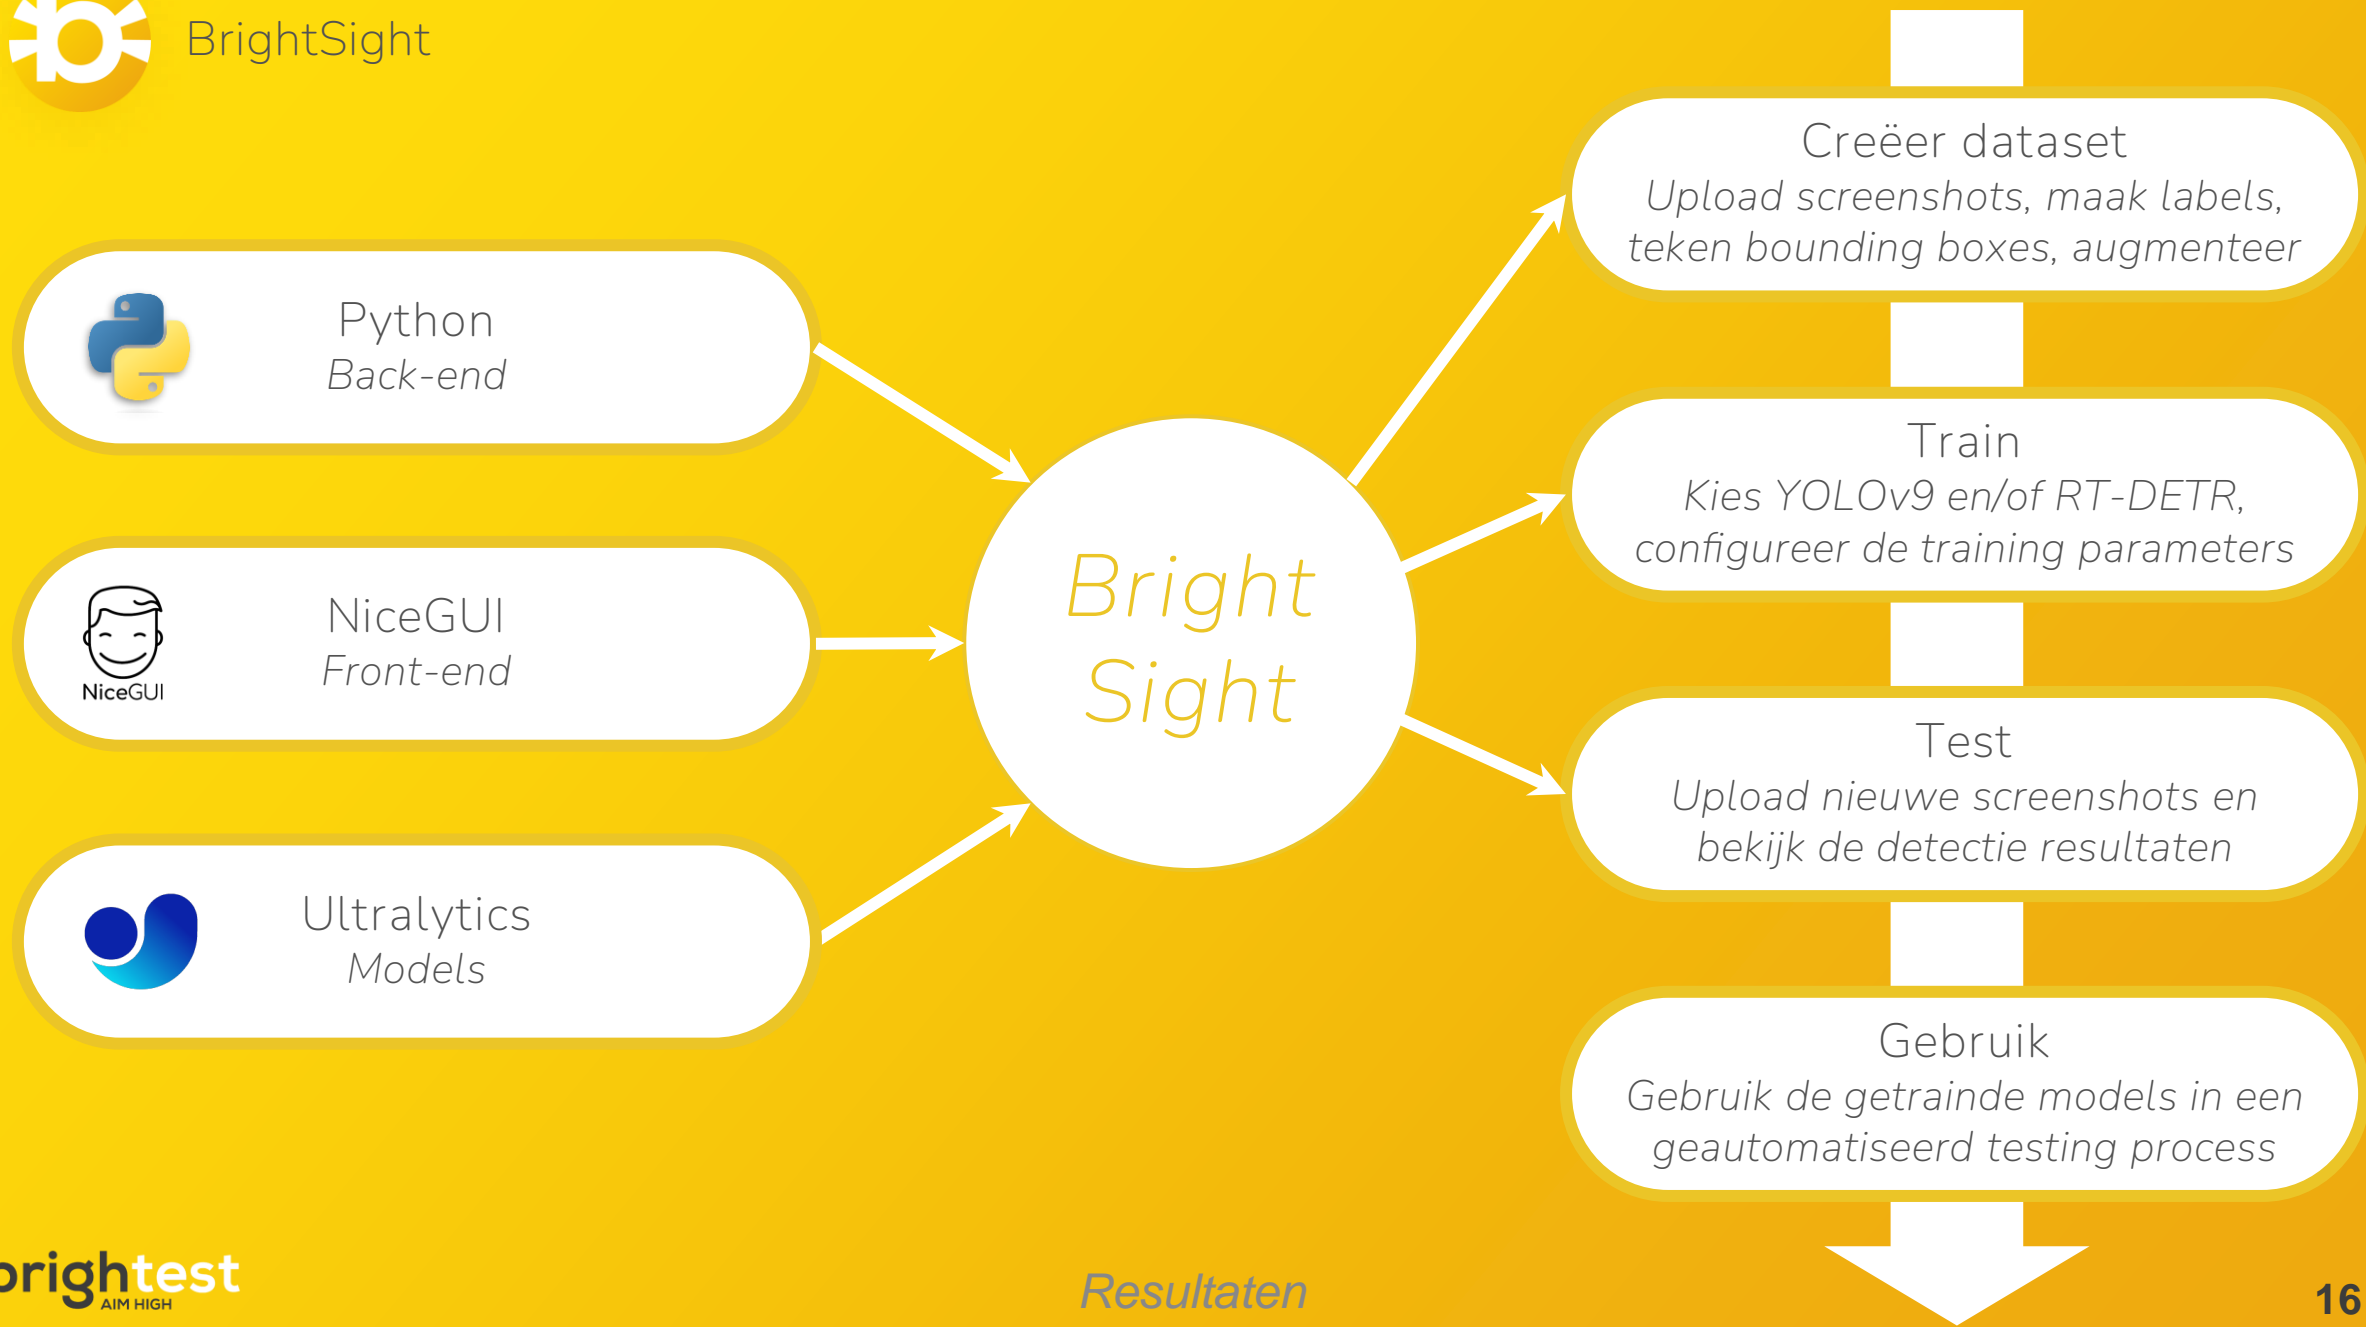 BrightSight
Python
Back-end
NiceGUI
NiceGUI
Front-end
Ultralytics
Models
Bright
Sight
Creëer dataset
Upload screenshots, maak labels,
teken bounding boxes, augmenteer
Train
Kies YOLOv9 en/of RT-DETR,
configureer de training parameters
Test
Upload nieuwe screenshots en
bekijk de detectie resultaten
Gebruik
Gebruik de getrainde models in een
geautomatiseerd testing process
brightest
AIM HIGH
Resultaten
16